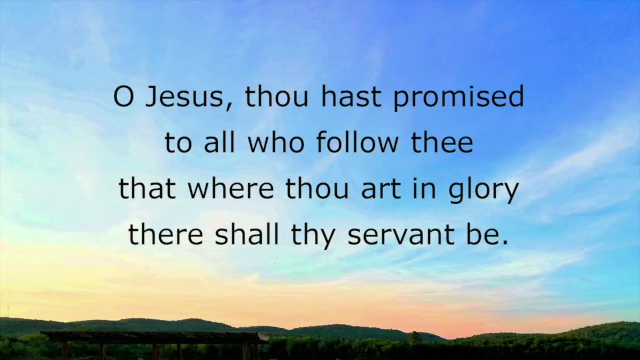 O Jesus, thou hast promised
to all who follow thee
that where thou art in glory
there shall thy servant be.